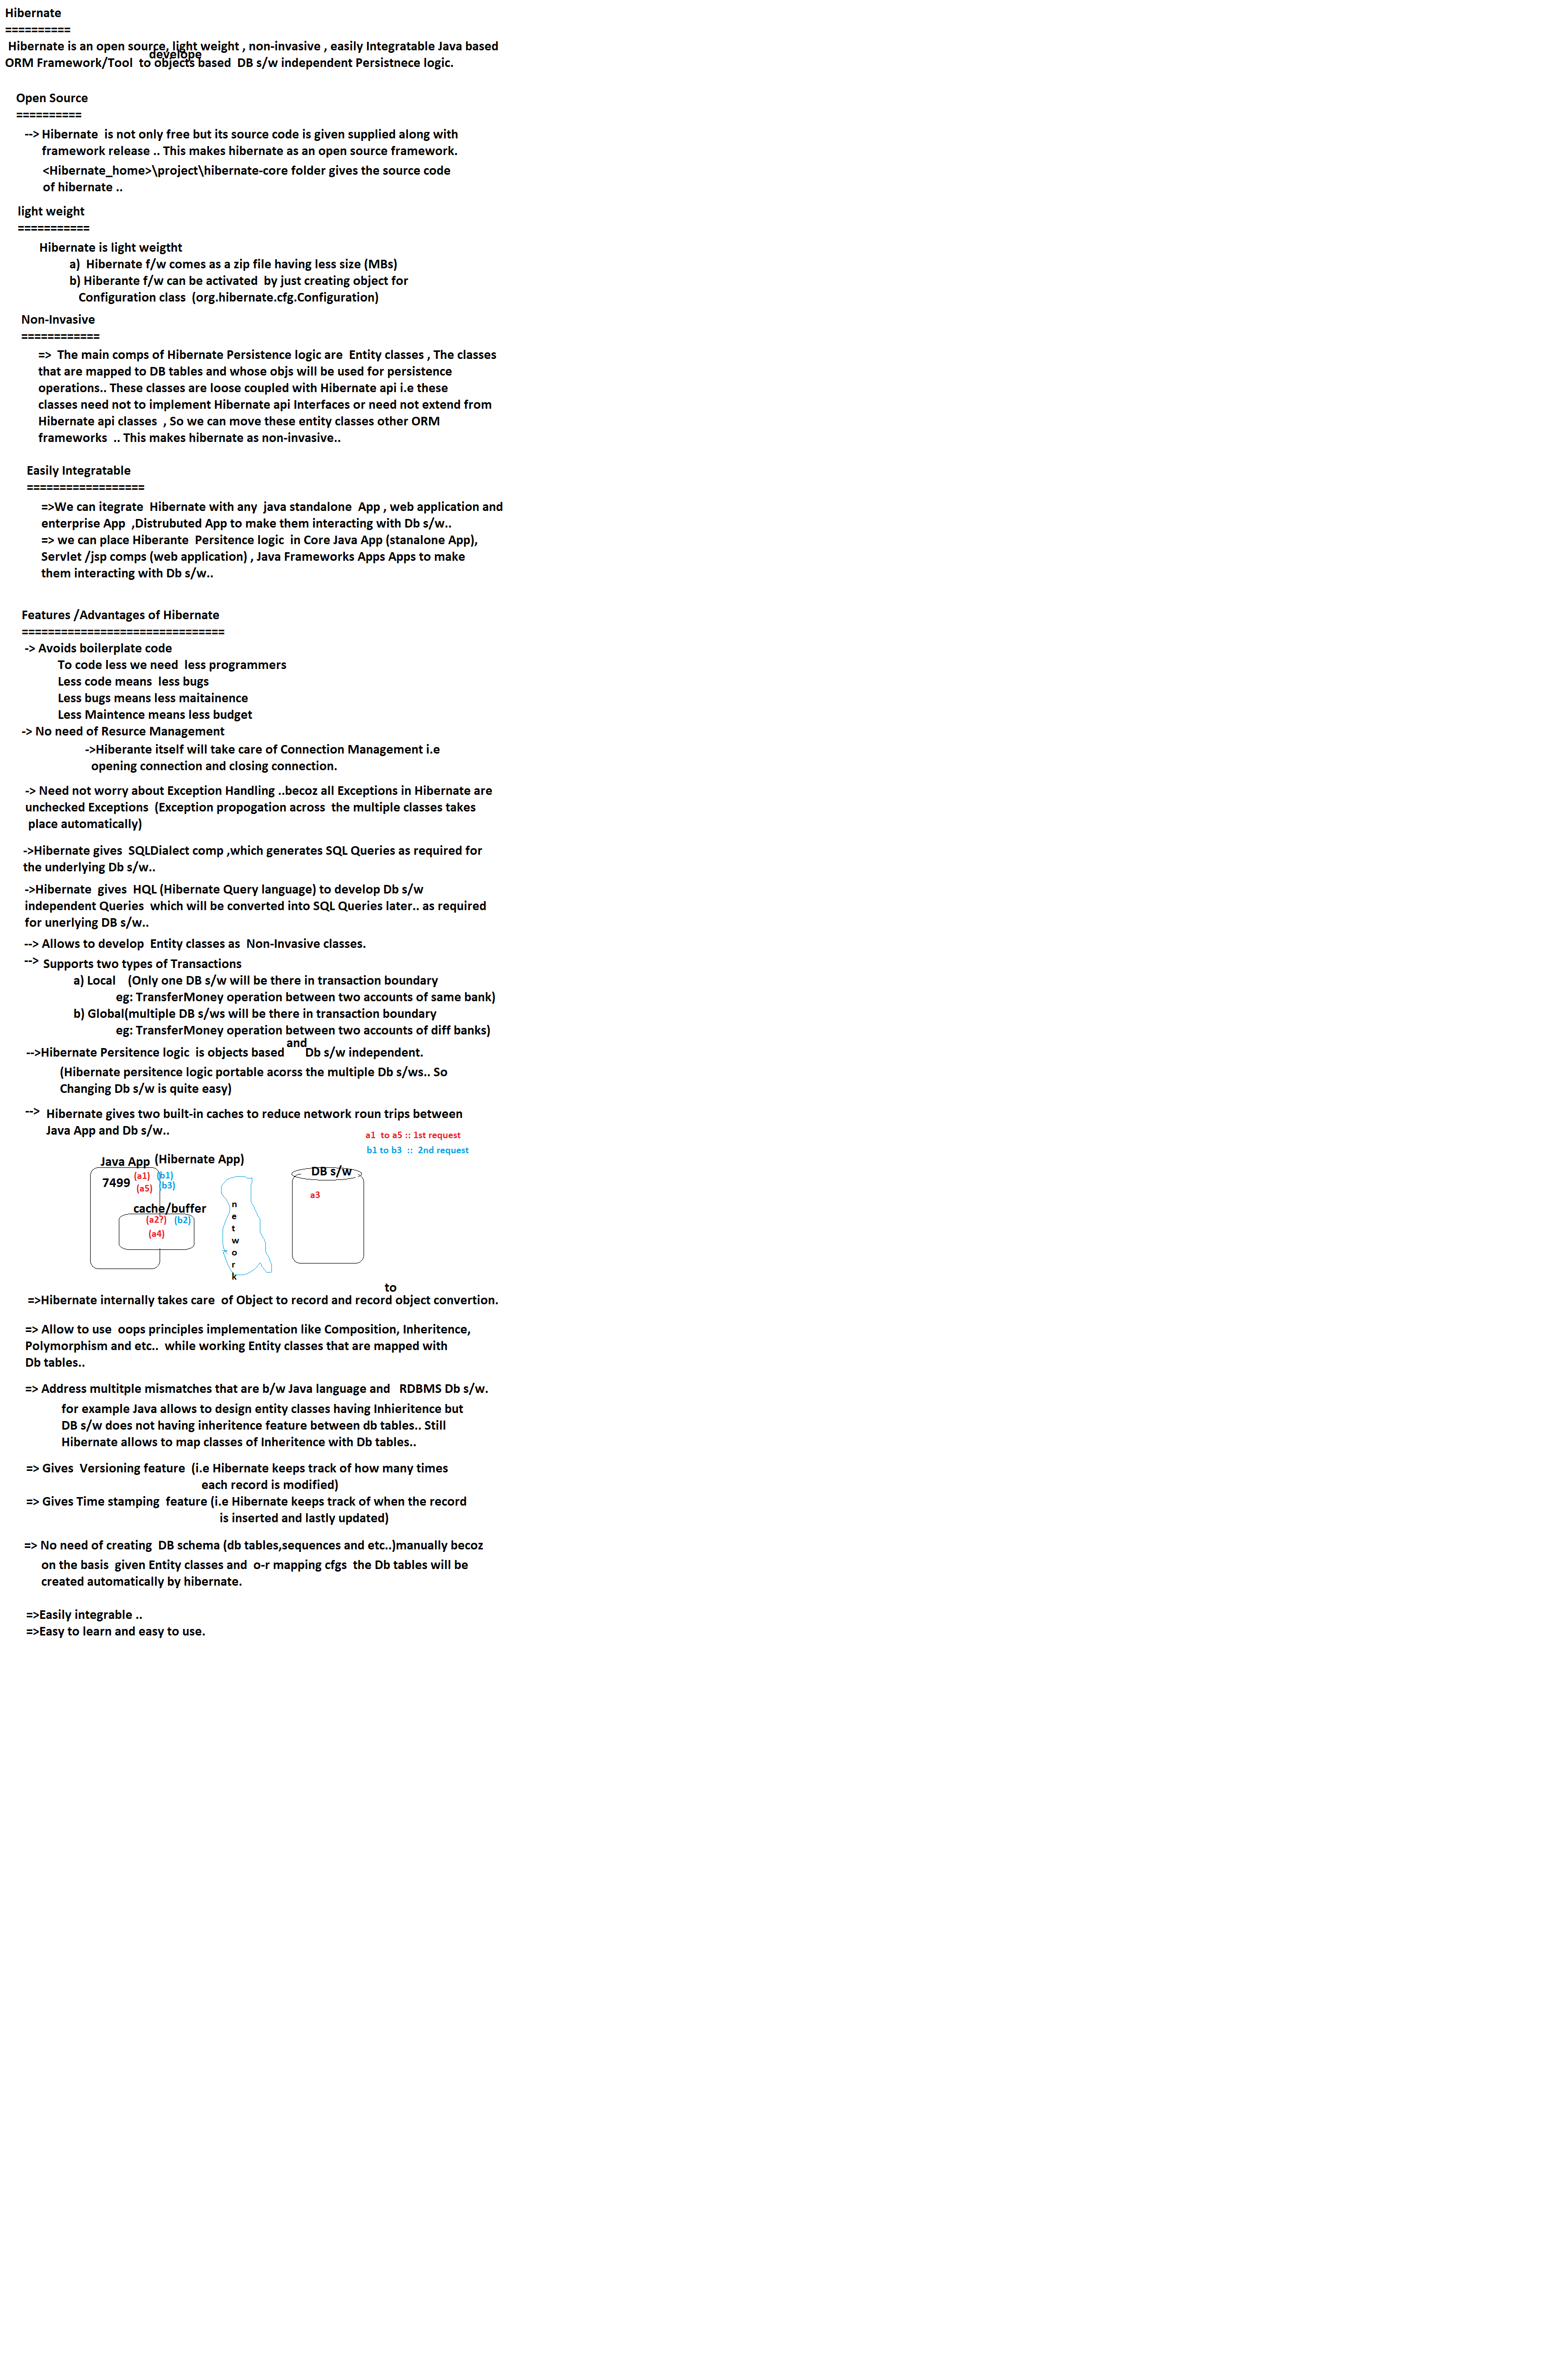 Hibernate
==========
Hibernate is an open source, light weight , non-invasive , easily Integratable Java based
develope
ORM Framework/Tool to objects based DB s/w independent Persistnece logic.
Open Source
==========
--> Hibernate is not only free but its source code is given supplied along with
framework release .. This makes hibernate as an open source framework.
<Hibernate_home>\project\hibernate-core folder gives the source code
of hibernate ..
light weight
===========
Hibernate is light weigtht
a) Hibernate f/w comes as a zip file having less size (MBs)
b) Hiberante f/w can be activated by just creating object for
Configuration class (org.hibernate.cfg.Configuration)
Non-Invasive
============
=> The main comps of Hibernate Persistence logic are Entity classes , The classes
that are mapped to DB tables and whose objs will be used for persistence
operations.. These classes are loose coupled with Hibernate api i.e these
classes need not to implement Hibernate api Interfaces or need not extend from
Hibernate api classes , So we can move these entity classes other ORM
frameworks .. This makes hibernate as non-invasive..
Easily Integratable
==================
=>We can itegrate Hibernate with any java standalone App , web application and
enterprise App ,Distrubuted App to make them interacting with Db s/w..
=> we can place Hiberante Persitence logic in Core Java App (stanalone App),
Servlet /jsp comps (web application) , Java Frameworks Apps Apps to make
them interacting with Db s/w..
Features /Advantages of Hibernate
===============================
-> Avoids boilerplate code
To code less we need less programmers
Less code means less bugs
Less bugs means less maitainence
Less Maintence means less budget
-> No need of Resurce Management
->Hiberante itself will take care of Connection Management i.e
opening connection and closing connection.
-> Need not worry about Exception Handling ..becoz all Exceptions in Hibernate are
unchecked Exceptions (Exception propogation across the multiple classes takes
place automatically)
->Hibernate gives SQLDialect comp ,which generates SQL Queries as required for
the underlying Db s/w..
->Hibernate gives HQL (Hibernate Query language) to develop Db s/w
independent Queries which will be converted into SQL Queries later.. as required
for unerlying DB s/w..
--> Allows to develop Entity classes as Non-Invasive classes.
--> Supports two types of Transactions
a) Local (Only one DB s/w will be there in transaction boundary
eg: TransferMoney operation between two accounts of same bank)
b) Global(multiple DB s/ws will be there in transaction boundary
eg: TransferMoney operation between two accounts of diff banks)
and
-->Hibernate Persitence logic is objects based Db s/w independent.
(Hibernate persitence logic portable acorss the multiple Db s/ws.. So
Changing Db s/w is quite easy)
--> Hibernate gives two built-in caches to reduce network roun trips between
Java App and Db s/w..
a1 to a5 :: 1st request
b1 to b3 :: 2nd request
Java App (Hibernate App)
DB s/w
(a1) (b1)
7499 (a5) (b3)
a3
cache/buffer
(a2?) (b2)
(a4)
n
e
t
w
o
r
k
to
=>Hibernate internally takes care of Object to record and record object convertion.
=> Allow to use oops principles implementation like Composition, Inheritence,
Polymorphism and etc.. while working Entity classes that are mapped with
Db tables..
=> Address multitple mismatches that are b/w Java language and RDBMS Db s/w.
for example Java allows to design entity classes having Inhieritence but
DB s/w does not having inheritence feature between db tables.. Still
Hibernate allows to map classes of Inheritence with Db tables..
=> Gives Versioning feature (i.e Hibernate keeps track of how many times
each record is modified)
=> Gives Time stamping feature (i.e Hibernate keeps track of when the record
is inserted and lastly updated)
=> No need of creating DB schema (db tables,sequences and etc..)manually becoz
on the basis given Entity classes and o-r mapping cfgs the Db tables will be
created automatically by hibernate.
=>Easily integrable ..
=>Easy to learn and easy to use.